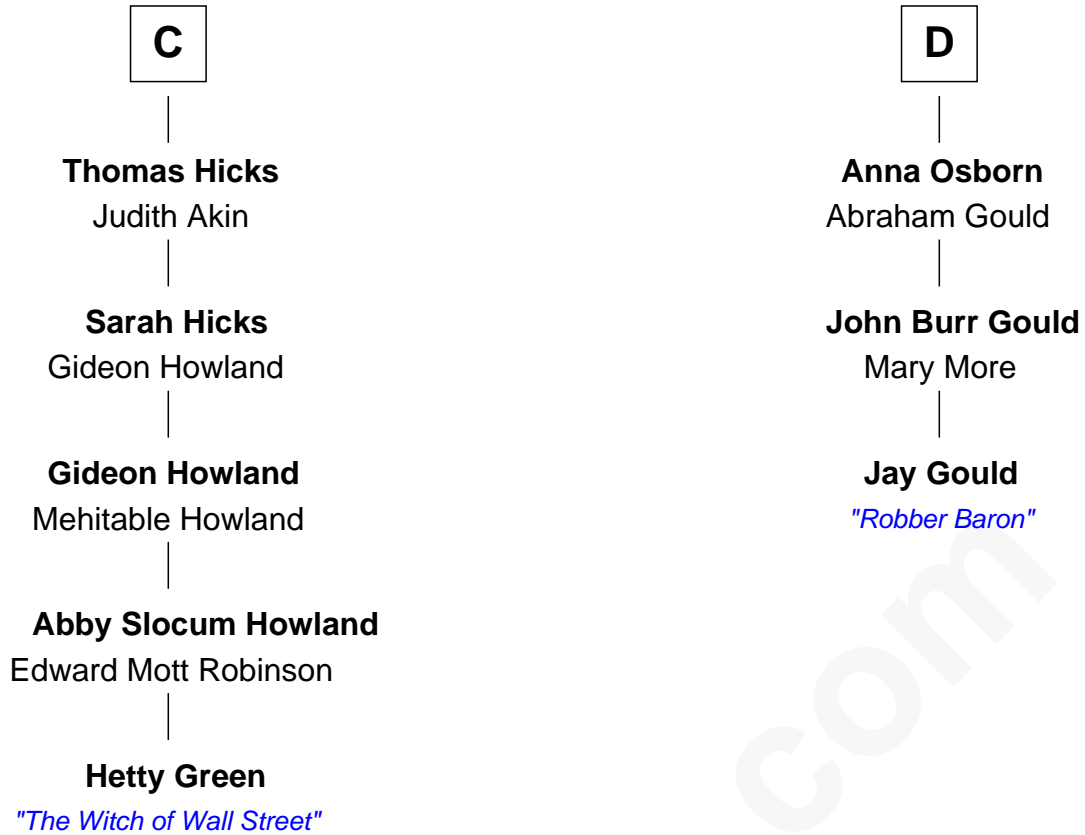 C
Thomas Hicks
Judith Akin
Sarah Hicks
Gideon Howland
Gideon Howland
Mehitable Howland
Abby Slocum Howland
Edward Mott Robinson
Hetty Green
"The Witch of Wall Street"
D
Anna Osborn
Abraham Gould
John Burr Gould
Mary More
Jay Gould
"Robber Baron"
com